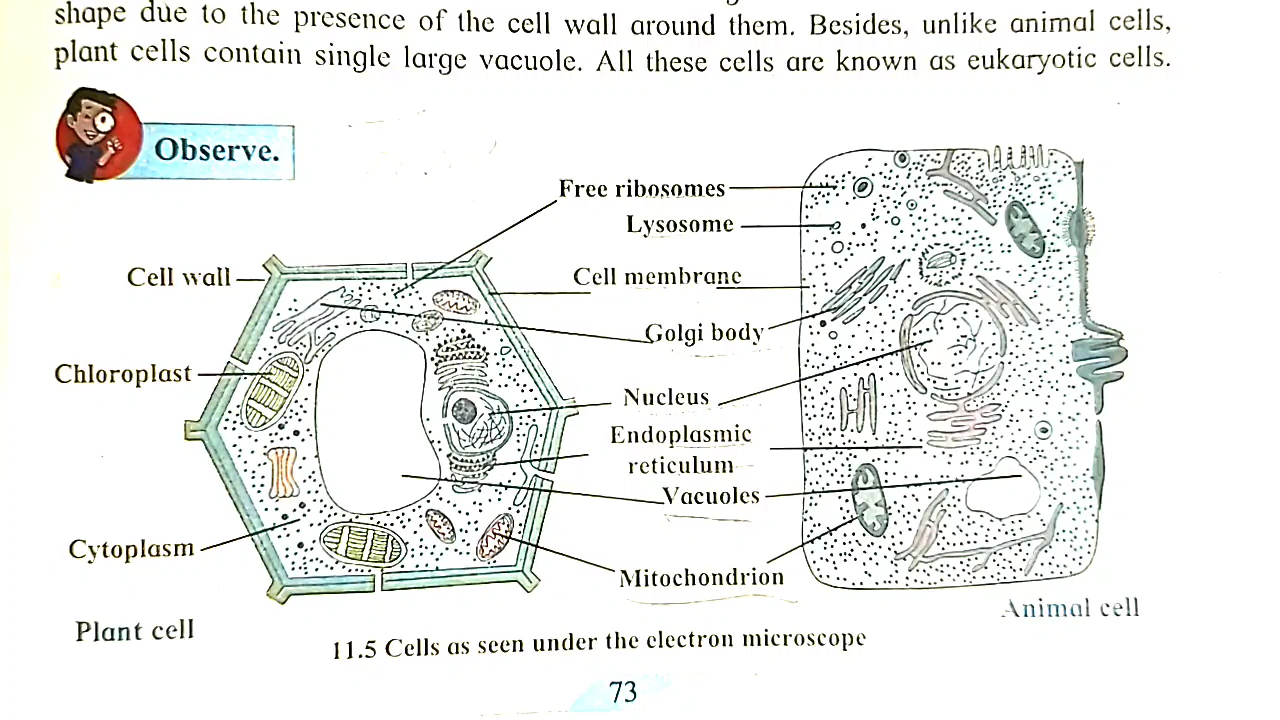 shape due to the presence of the cell wall around them. Besides, unlike animal cells,
plant cells contain single large vacuole. All these cells are known as eukaryotic cells.
Observe.
Free ribosomes
Lysosome
Cell wall
Cell membrane
Golgi body
Chloroplast
Nucleus
Endoplasmic
reticulum
Vacuoles
Cytoplasm
Mitochondrion
Plant cell
Animal cell
11.5 Cells as seen under the electron microscope
73